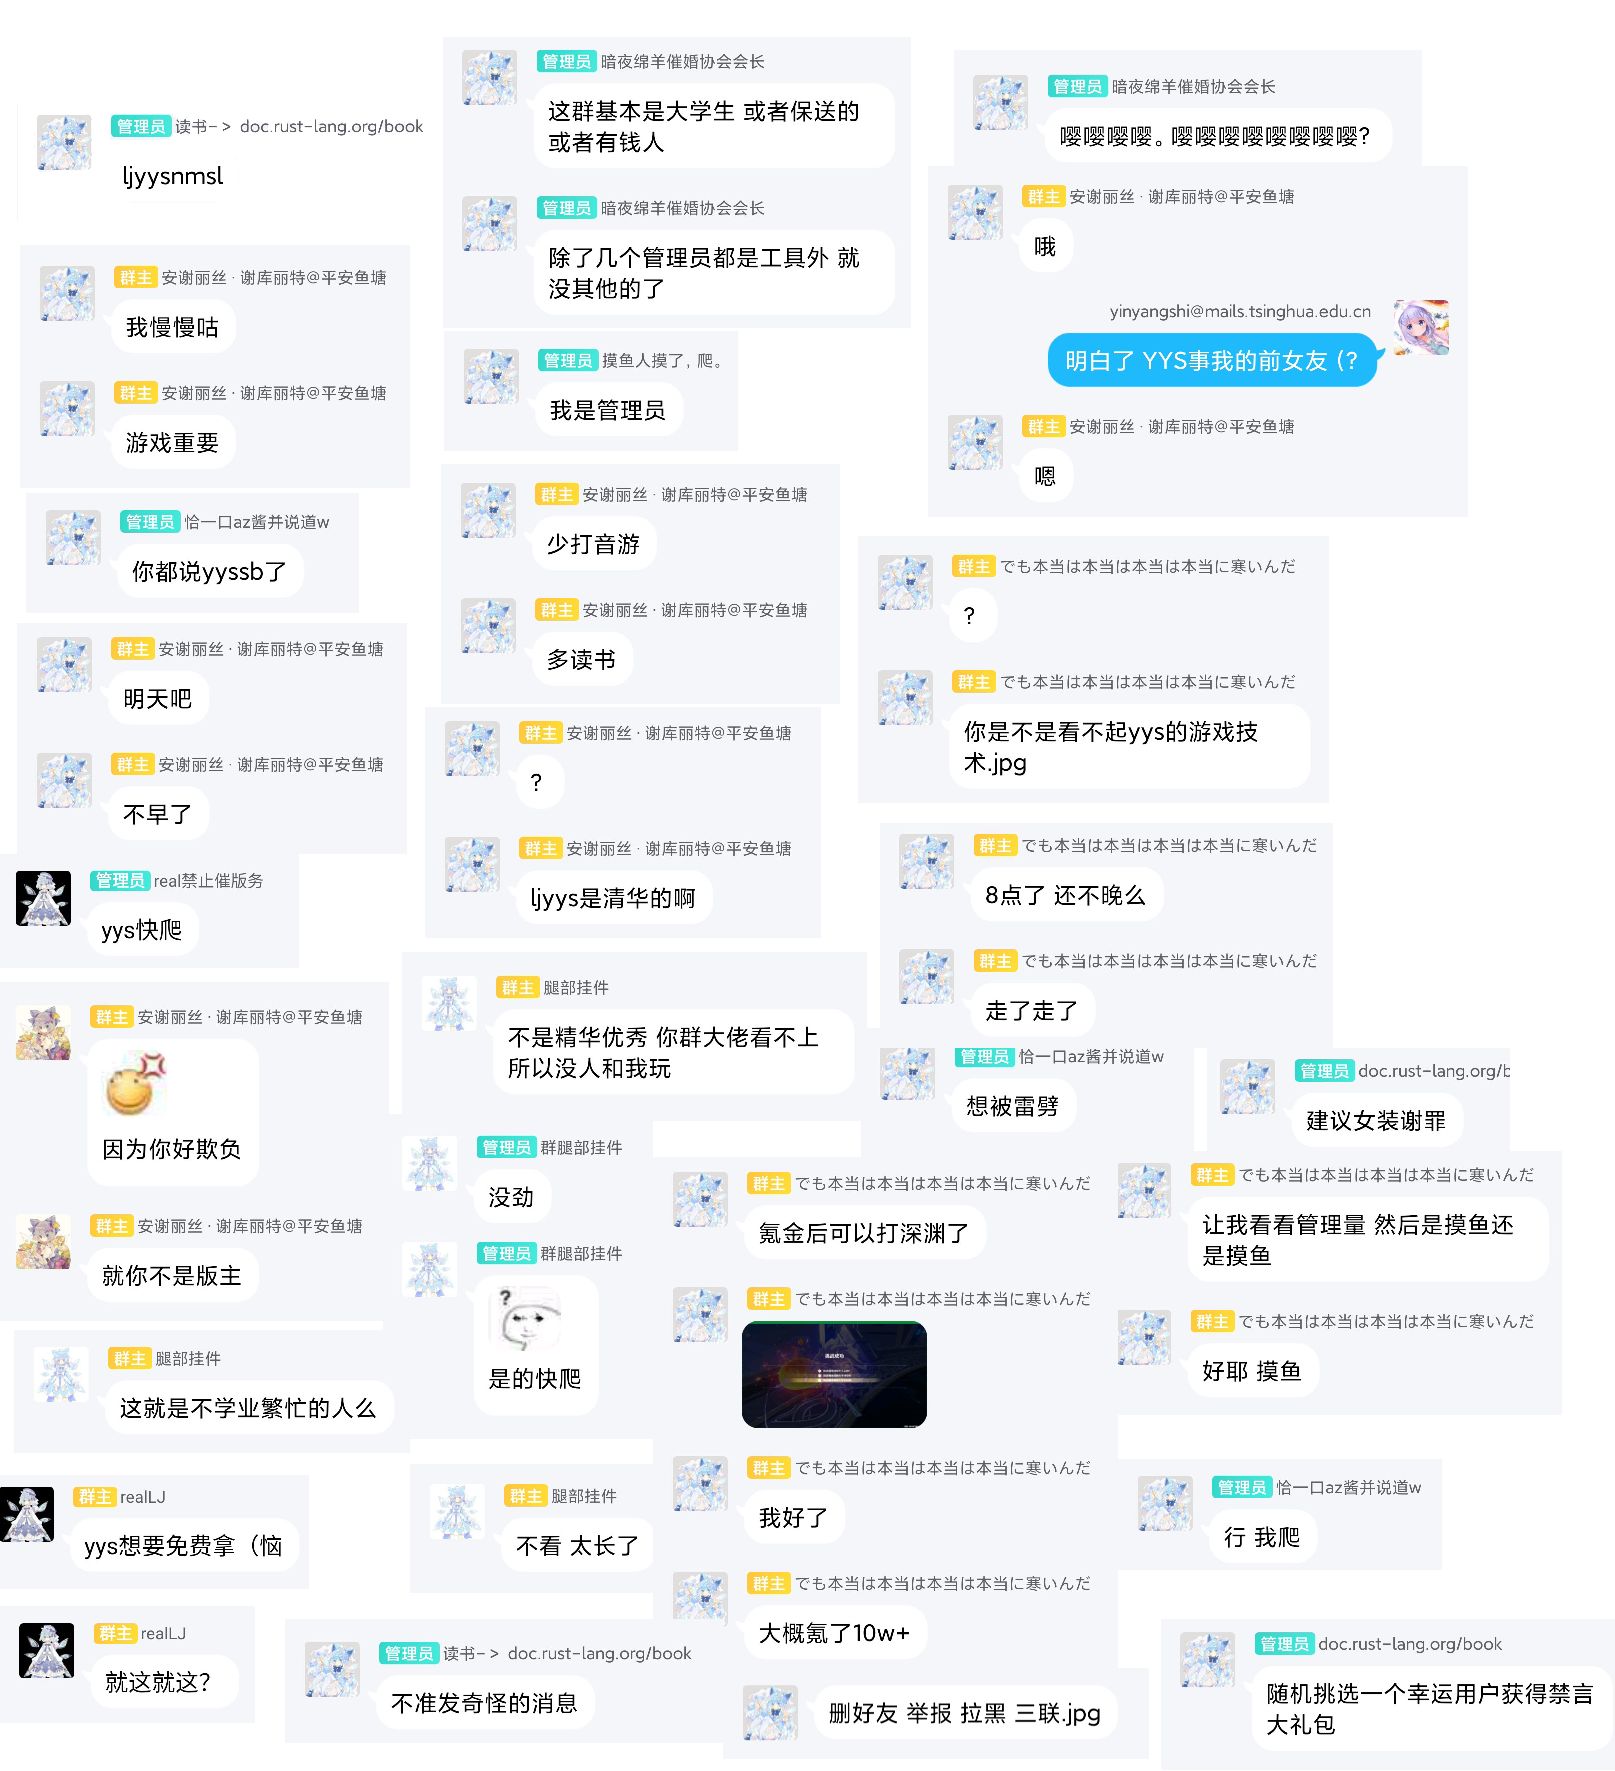 管理员 读书-> doc.rust-lang.org/book
ljyysnmsl
群主 安谢丽丝·谢库丽特@平安鱼塘
我慢慢咕
群主 安谢丽丝·谢库丽特@平安鱼塘
游戏重要
管理员 恰一口az酱并说道w
你都说yyssb了
群主 安谢丽丝·谢库丽特@平安鱼塘
明天吧
群主 安谢丽丝·谢库丽特@平安鱼塘
不早了
管理员 real禁止催版务
yys快爬
群主 安谢丽丝·谢库丽特@平安鱼塘
因为你好欺负
群主 安谢丽丝·谢库丽特@平安鱼塘
就你不是版主
群主 腿部挂件
这就是不学业繁忙的人么
群主 realLJ
yys想要免费拿（恼
群主 realLJ
就这就这？
管理员 暗夜绵羊催婚协会会长
这群基本是大学生 或者保送的
或者有钱人
管理员 暗夜绵羊催婚协会会长
除了几个管理员都是工具外 就
没其他的了
管理员 摸鱼人摸了，爬。
我是管理员
群主 安谢丽丝·谢库丽特@平安鱼塘
少打音游
群主 安谢丽丝·谢库丽特@平安鱼塘
多读书
群主 安谢丽丝·谢库丽特@平安鱼塘
?
群主 安谢丽丝·谢库丽特@平安鱼塘
ljyys是清华的啊
群主 腿部挂件
不是精华优秀 你群大佬看不上
所以没人和我玩
管理员 群腿部挂件
没劲
管理员 群腿部挂件
?
是的快爬
群主 腿部挂件
不看 太长了
管理员 读书-> doc.rust-lang.org/book
不准发奇怪的消息
管理员 暗夜绵羊催婚协会会长
嘤嘤嘤嘤。嘤嘤嘤嘤嘤嘤嘤嘤?
群主 安谢丽丝·谢库丽特@平安鱼塘
哦
yinyangshi@mails.tsinghua.edu.cn
明白了 YYS事我的前女友 (?
群主 安谢丽丝·谢库丽特@平安鱼塘
嗯
群主 でも本当は本当は本当は本当に寒いんだ
?
群主 でも本当は本当は本当は本当に寒いんだ
你是不是看不起yys的游戏技
术.jpg
群主 でも本当は本当は本当は本当に寒いんだ
8点了 还不晚么
群主 でも本当は本当は本当は本当に寒いんだ
走了走了
管理员 恰一口az酱并说道w
想被雷劈
管理员 doc.rust-lang.org/b
建议女装谢罪
群主 でも本当は本当は本当は本当に寒いんだ
氪金后可以打深渊了
群主 でも本当は本当は本当は本当に寒いんだ
挑战成功
群主 でも本当は本当は本当は本当に寒いんだ
我好了
群主 でも本当は本当は本当は本当に寒いんだ
大概氪了10w+
删好友 举报 拉黑 三联.jpg
群主 でも本当は本当は本当は本当に寒いんだ
让我看看管理量 然后是摸鱼还
是摸鱼
群主 でも本当は本当は本当は本当に寒いんだ
好耶 摸鱼
管理员 恰一口az酱并说道w
行 我爬
管理员 doc.rust-lang.org/book
随机挑选一个幸运用户获得禁言
大礼包